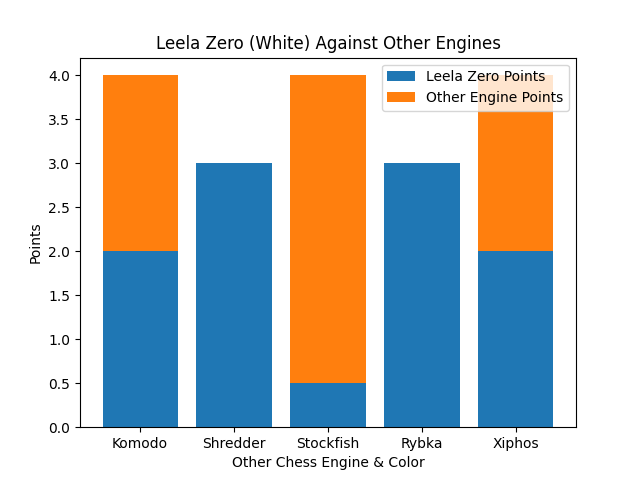 Leela Zero (White) Against Other Engines
Leela Zero Points
Other Engine Points
4.0
3.5
3.0
2.5
2.0
1.5
1.0
0.5
0.0
Points
Komodo
Shredder
Stockfish
Rybka
Xiphos
Other Chess Engine & Color